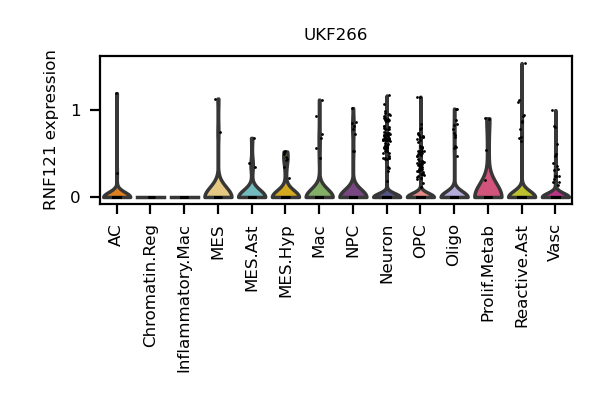 UKF266
RNF121 expression
1
0
AC
Chromatin.Reg
Inflammatory.Mac
MES
MES.Ast
MES.Hyp
Mac
NPC
Neuron
OPC
Oligo
Prolif.Metab
Reactive.Ast
Vasc